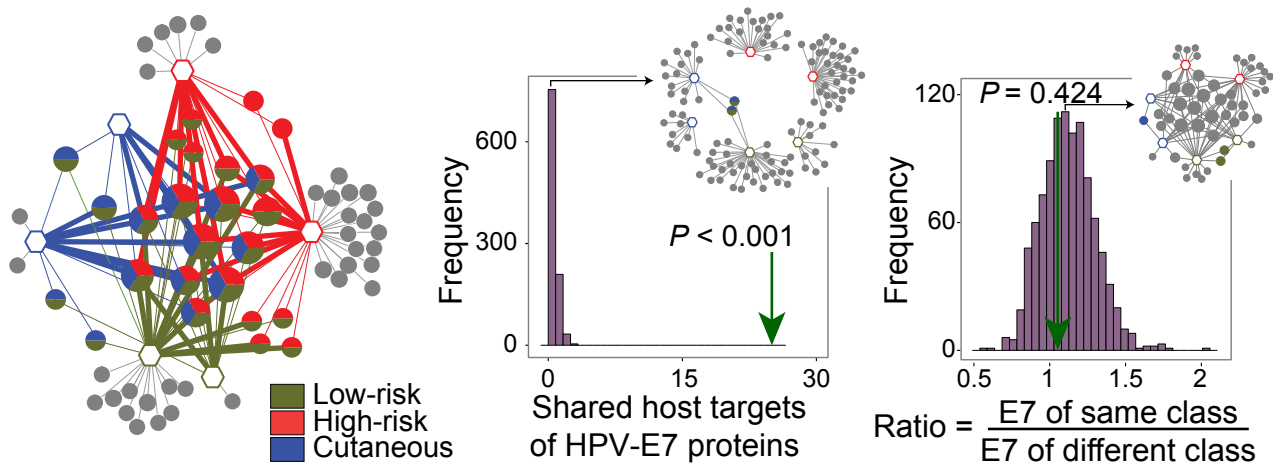 Low-risk
High-risk
Cutaneous
Frequency
600
300
0
P < 0.001
0
15
30
Shared host targets
of HPV-E7 proteins
Frequency
120
60
0
P = 0.424
0.5
1
1.5
2
Ratio =
E7 of same class
E7 of different class